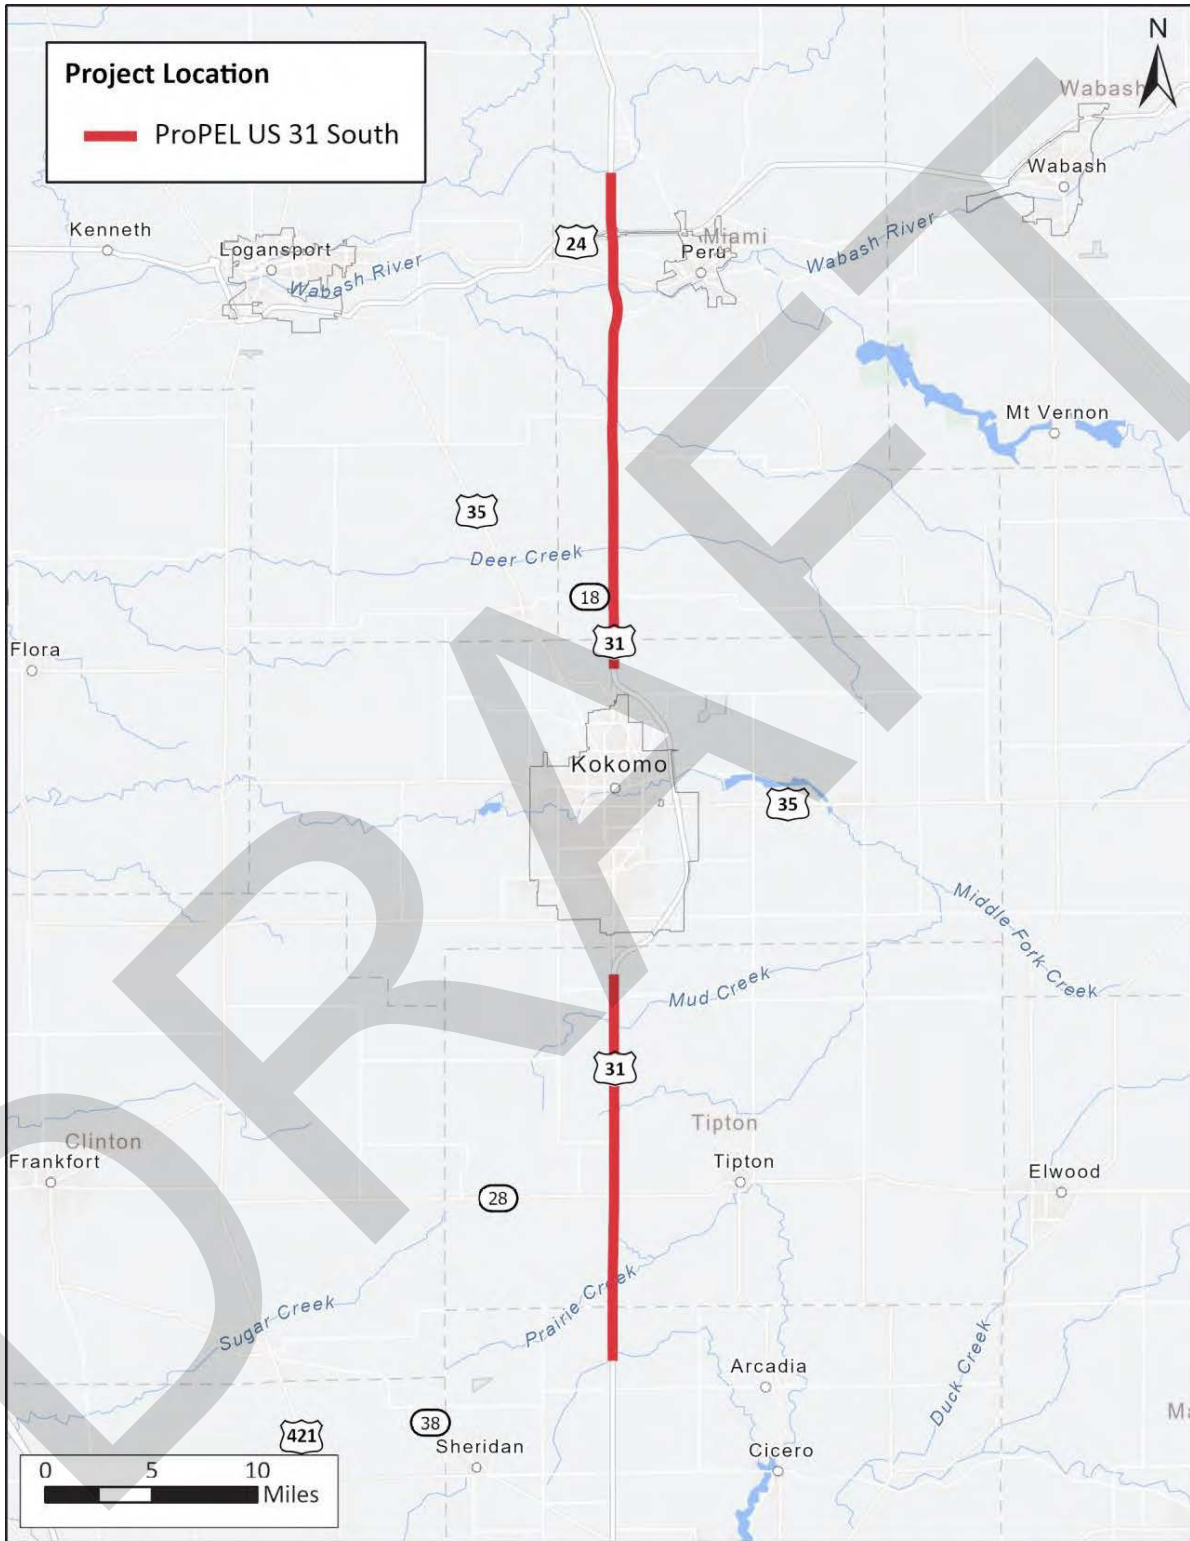 N
Project Location
ProPEL US 31 South
Wabash
Wabash
Kenneth
Logansport
Wabash River
24
Miami
Peru
Wabash River
Mt Vernon
35
Deer Creek
18
31
Flora
Kokomo
35
Middle Fork Creek
Mud Creek
31
Tipton
Clinton
Frankfort
Tipton
Elwood
28
Sugar Creek
Prairie Creek
Arcadia
Duck Creek
Ma
38
421
Sheridan
Cicero
0 5 10
Miles
DRAFT